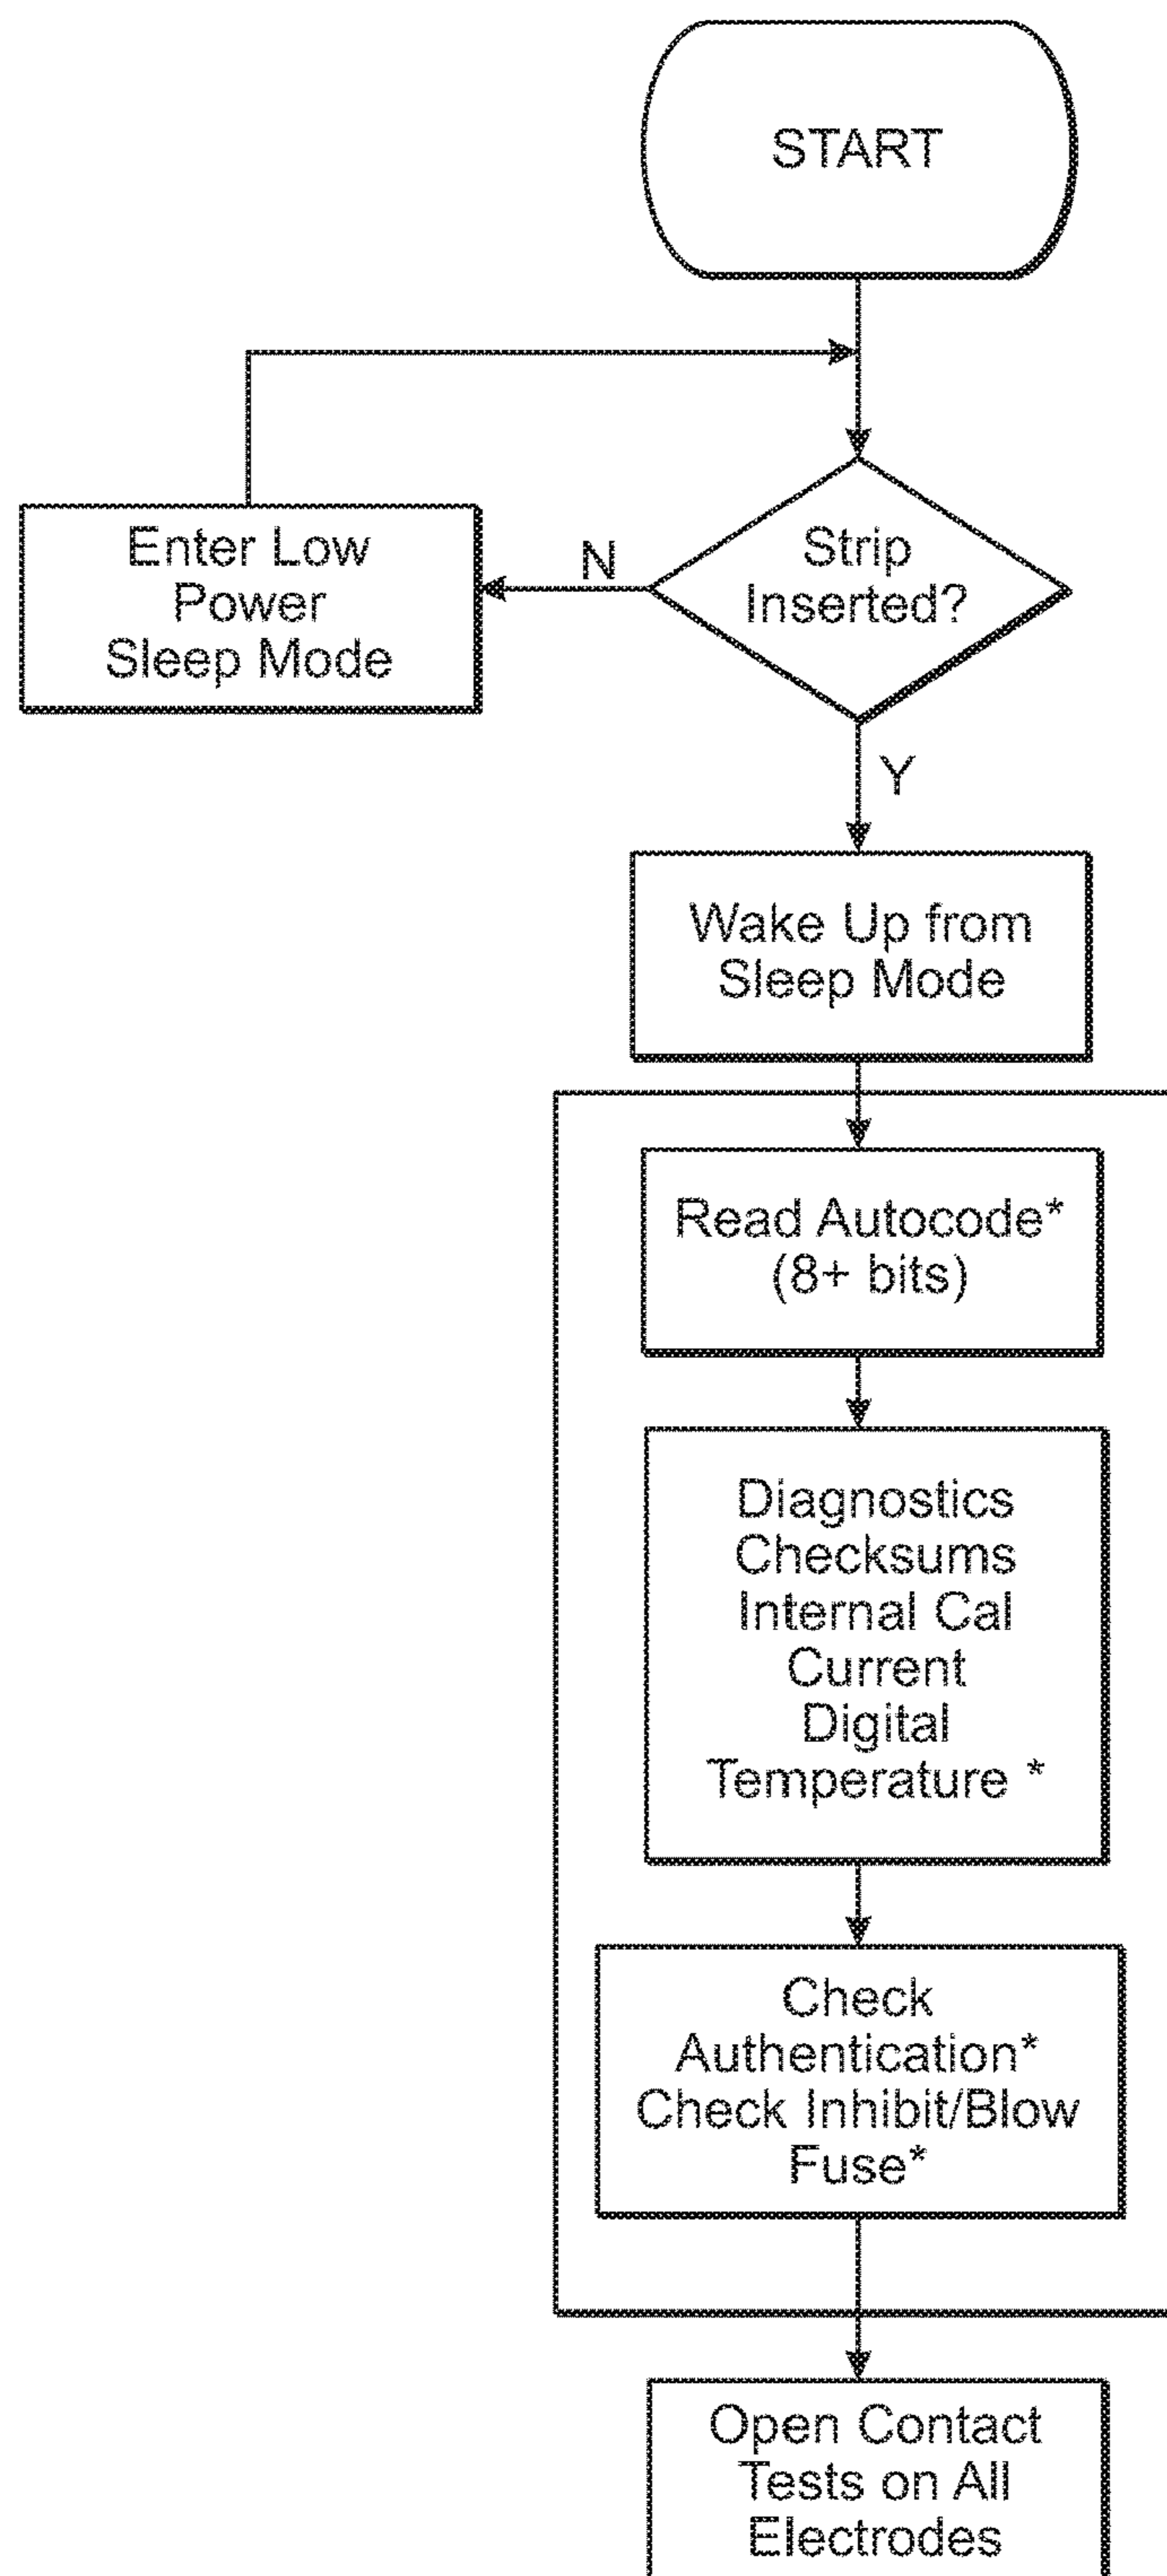 START
Strip
Inserted?
N
Enter Low
Power
Sleep Mode
Y
Wake Up from
Sleep Mode
Read Autocode*
(8+ bits)
Diagnostics
Checksums
Internal Cal
Current
Digital
Temperature *
Check
Authentication*
Check Inhibit/Blow
Fuse*
Open Contact
Tests on All
Electrodes